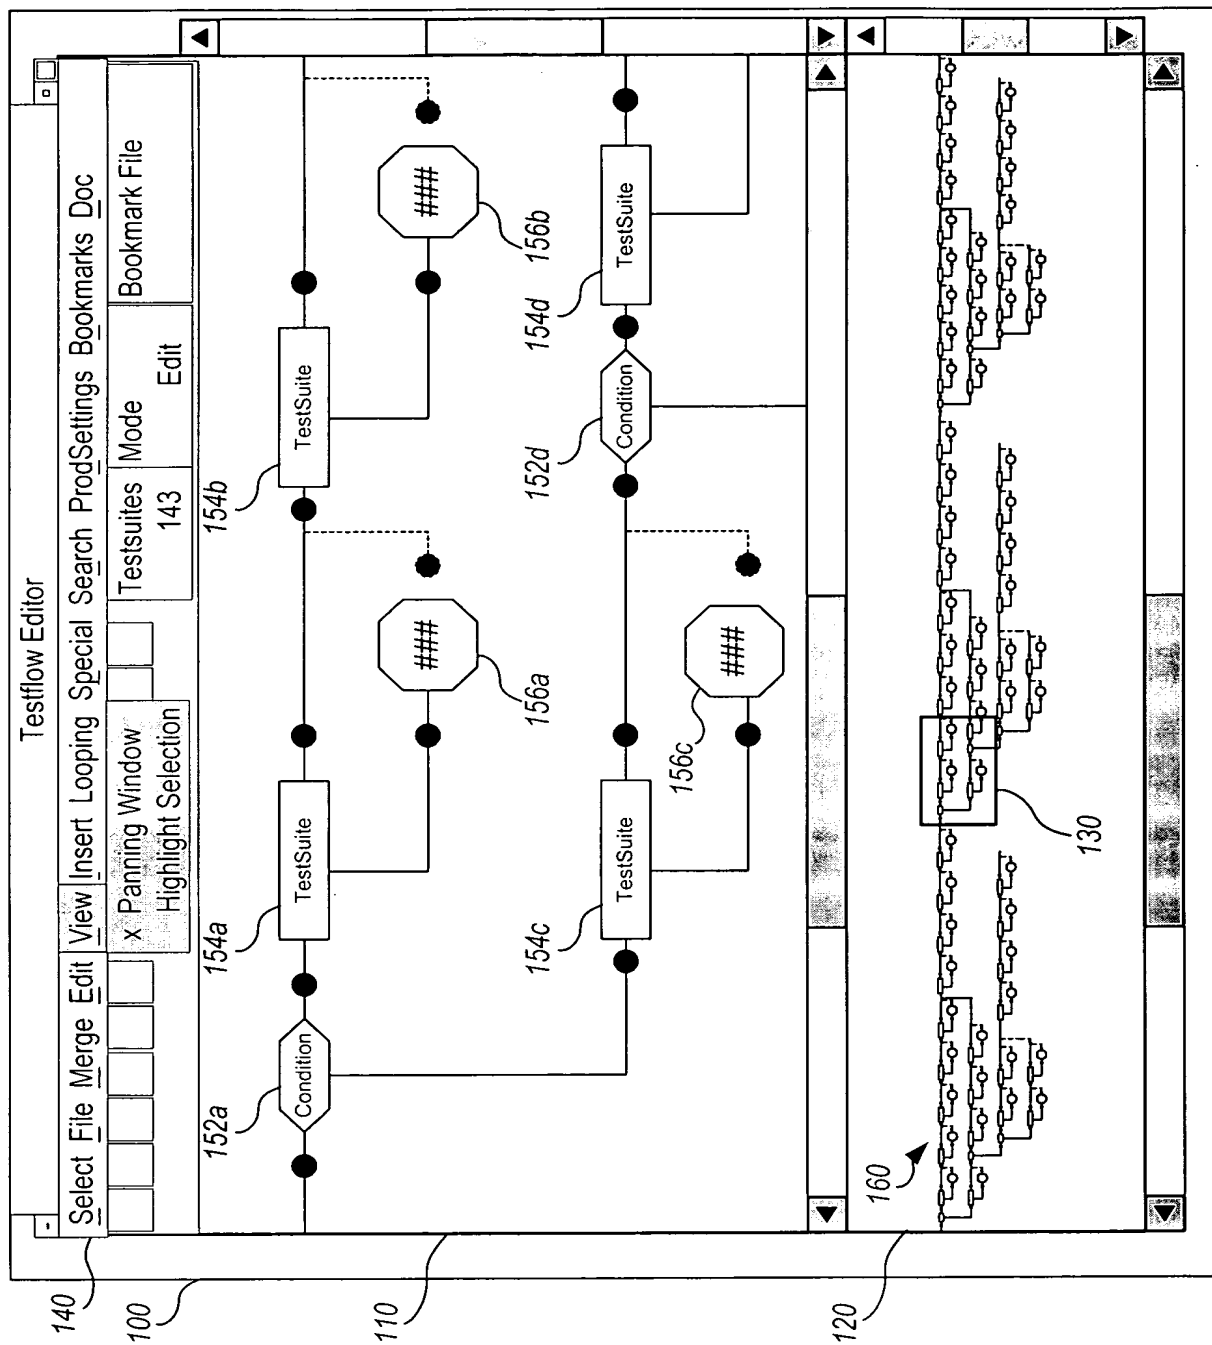 Testflow Editor
Select File Merge Edit View Insert Looping Special Search ProdSettings Bookmarks Doc
x Panning Window
Highlight Selection
Testsuites
143
Mode
Edit
Bookmark File
140
100
152a
154a
154b
Condition
TestSuite
TestSuite
###
###
156a
156b
110
154c
152d
154d
TestSuite
Condition
TestSuite
###
156c
120
160
130